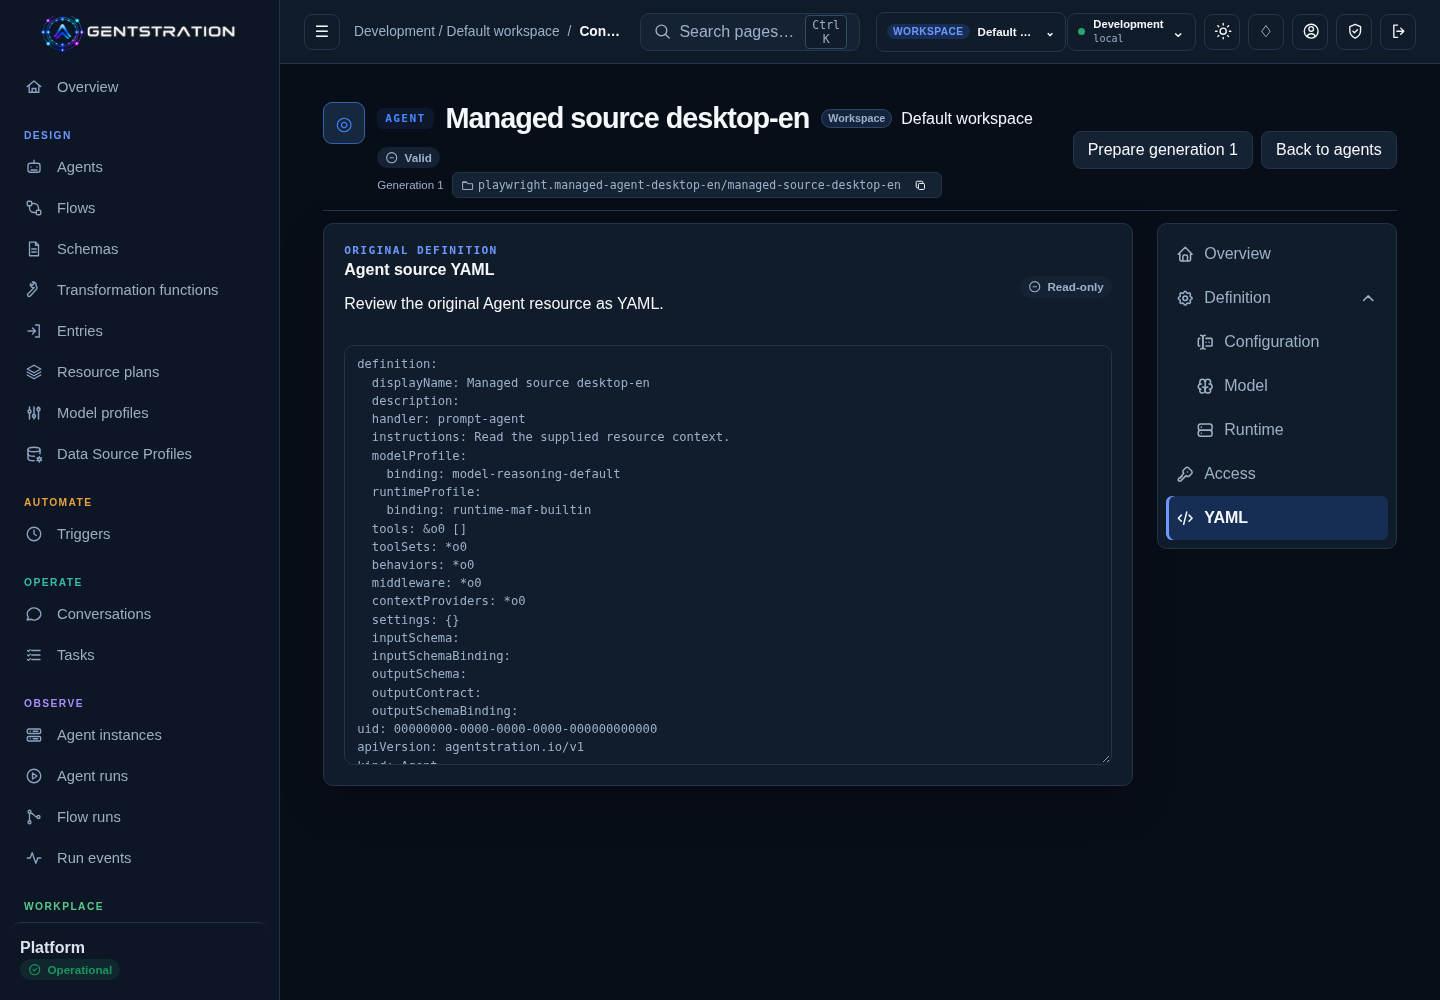 GENTSTRATION
Overview
DESIGN
Agents
Flows
Schemas
Transformation functions
Entries
Resource plans
Model profiles
Data Source Profiles
AUTOMATE
Triggers
OPERATE
Conversations
Tasks
OBSERVE
Agent instances
Agent runs
Flow runs
Run events
WORKPLACE
Platform
Operational
Development / Default workspace / Con…
Search pages…
Ctrl K
WORKSPACE Default …
Development
local
AGENT Managed source desktop-en Workspace Default workspace
Valid
Generation 1 playwright.managed-agent-desktop-en/managed-source-desktop-en
Prepare generation 1
Back to agents
ORIGINAL DEFINITION
Agent source YAML
Review the original Agent resource as YAML.
Read-only
definition:
  displayName: Managed source desktop-en
  description:
  handler: prompt-agent
  instructions: Read the supplied resource context.
  modelProfile:
    binding: model-reasoning-default
  runtimeProfile:
    binding: runtime-maf-builtin
  tools: &o0 []
  toolSets: *o0
  behaviors: *o0
  middleware: *o0
  contextProviders: *o0
  settings: {}
  inputSchema:
  inputSchemaBinding:
  outputSchema:
  outputContract:
  outputSchemaBinding:
uid: 00000000-0000-0000-0000-000000000000
apiVersion: agentstration.io/v1
kind: Agent
Overview
Definition
Configuration
Model
Runtime
Access
YAML